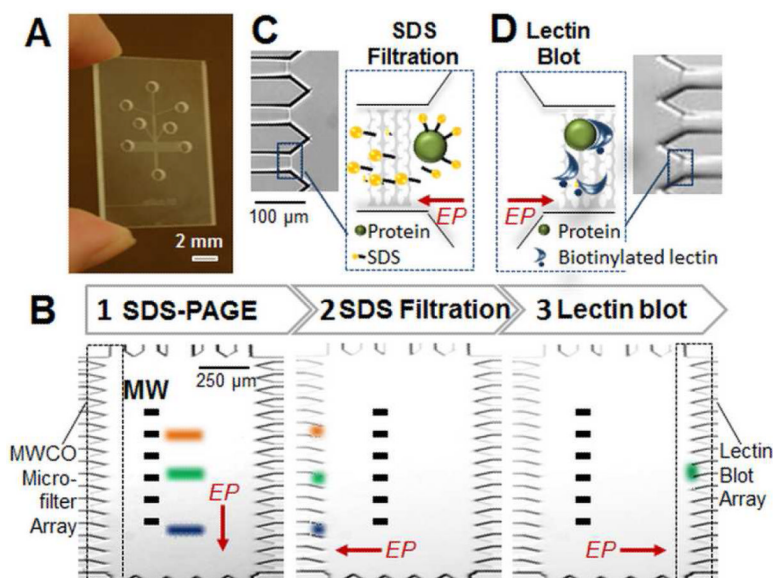 A
2 mm
C
SDS
Filtration
EP
100 µm
Protein
SDS
D
Lectin
Blot
EP
Protein
Biotinylated lectin
B
1 SDS-PAGE
2 SDS Filtration
3 Lectin blot
MWCO
Micro-
filter
Array
MW
250 µm
EP
EP
EP
Lectin
Blot
Array